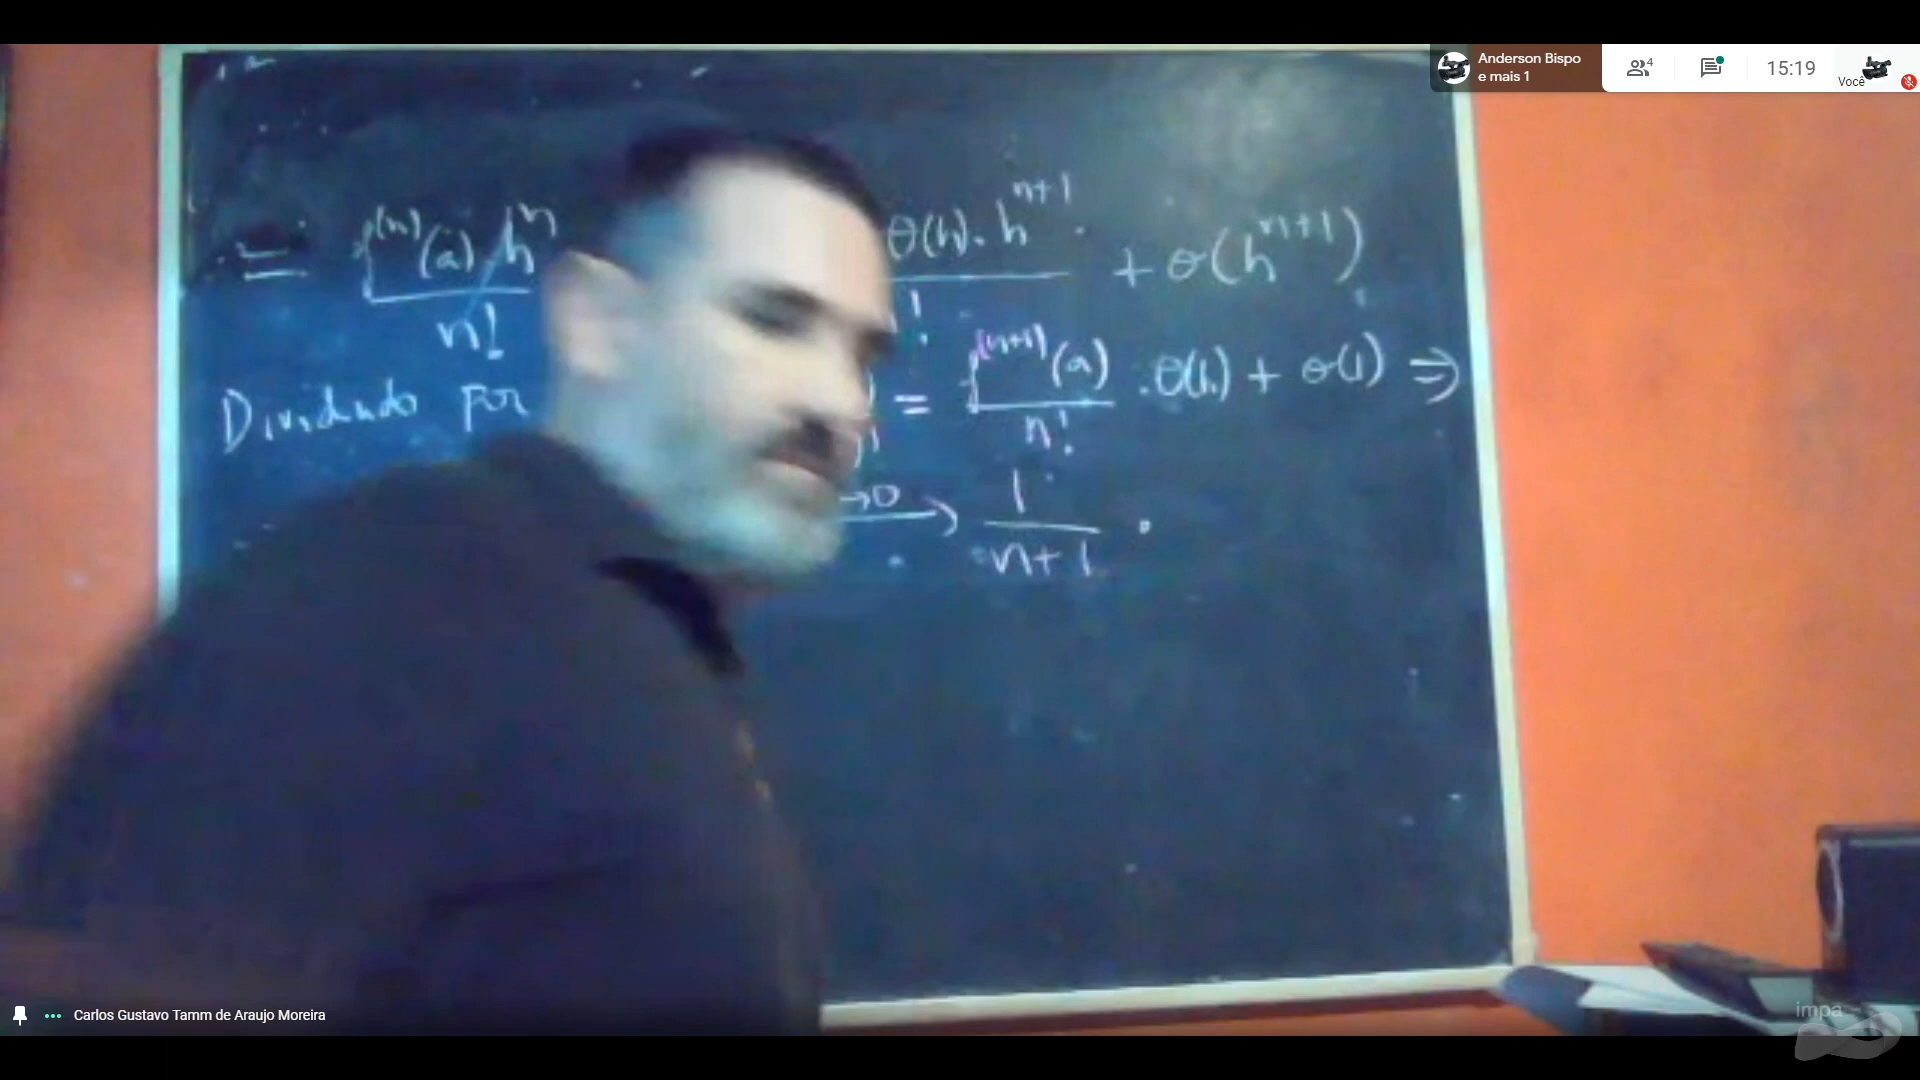 Anderson Bispo
e mais 1
4
15:19
Você
= f^(n)(a) h^n / n! θ(h). h^n+1 ! + o(h^n+1)
Dividindo por = f^(n+1)(a) / n! . θ(h) + o(1) ⇒
→0 → 1 / n+1 .
Carlos Gustavo Tamm de Araujo Moreira
impa